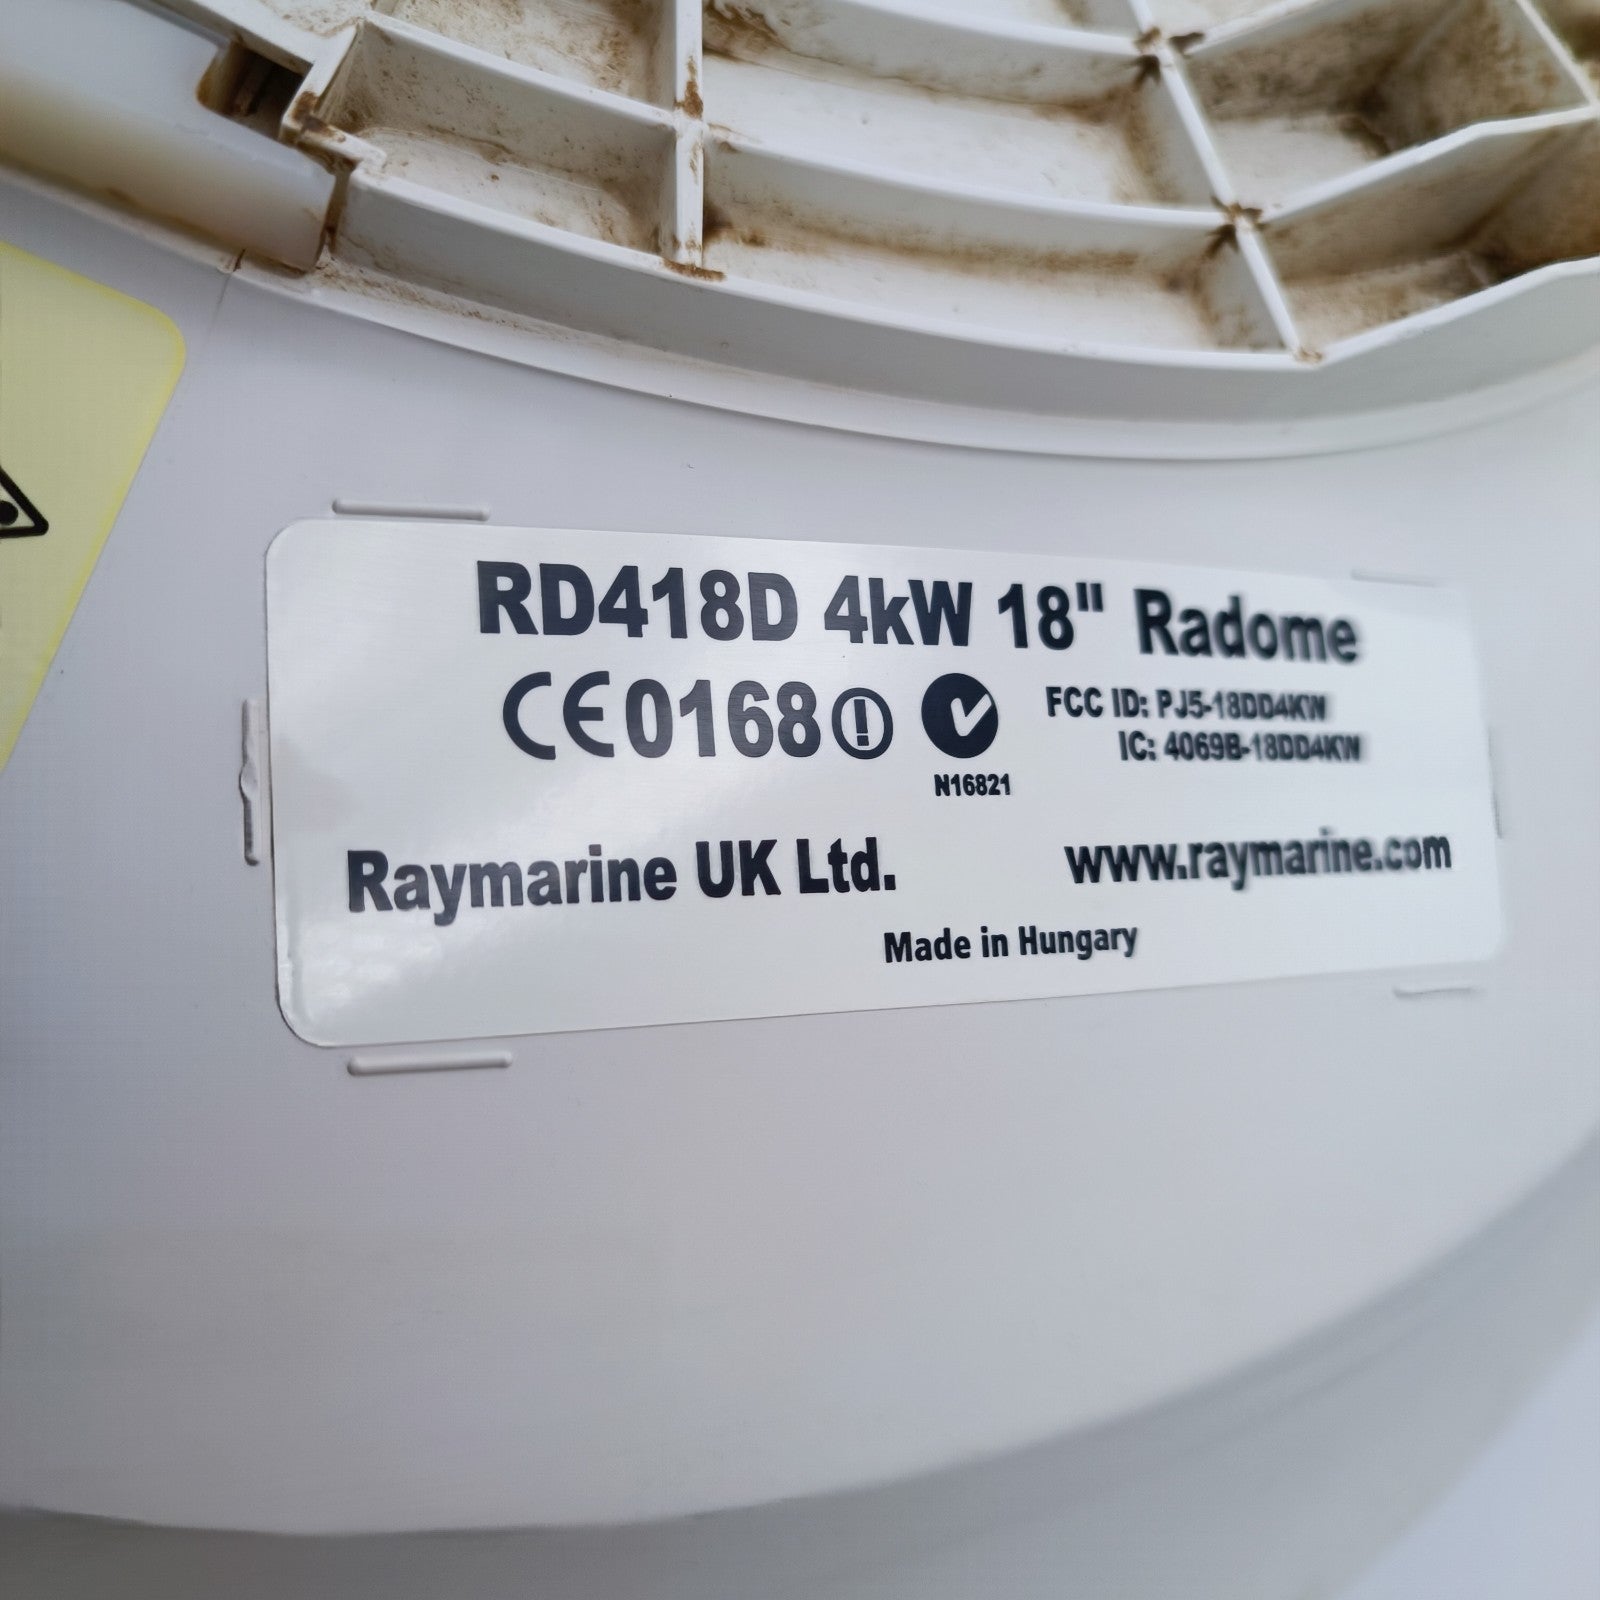 RD418D 4kW 18" Radome
CE0168
N16821
FCC ID: PJ5-18DD4KW
IC: 4069B-18DD4KW
Raymarine UK Ltd.
www.raymarine.com
Made in Hungary